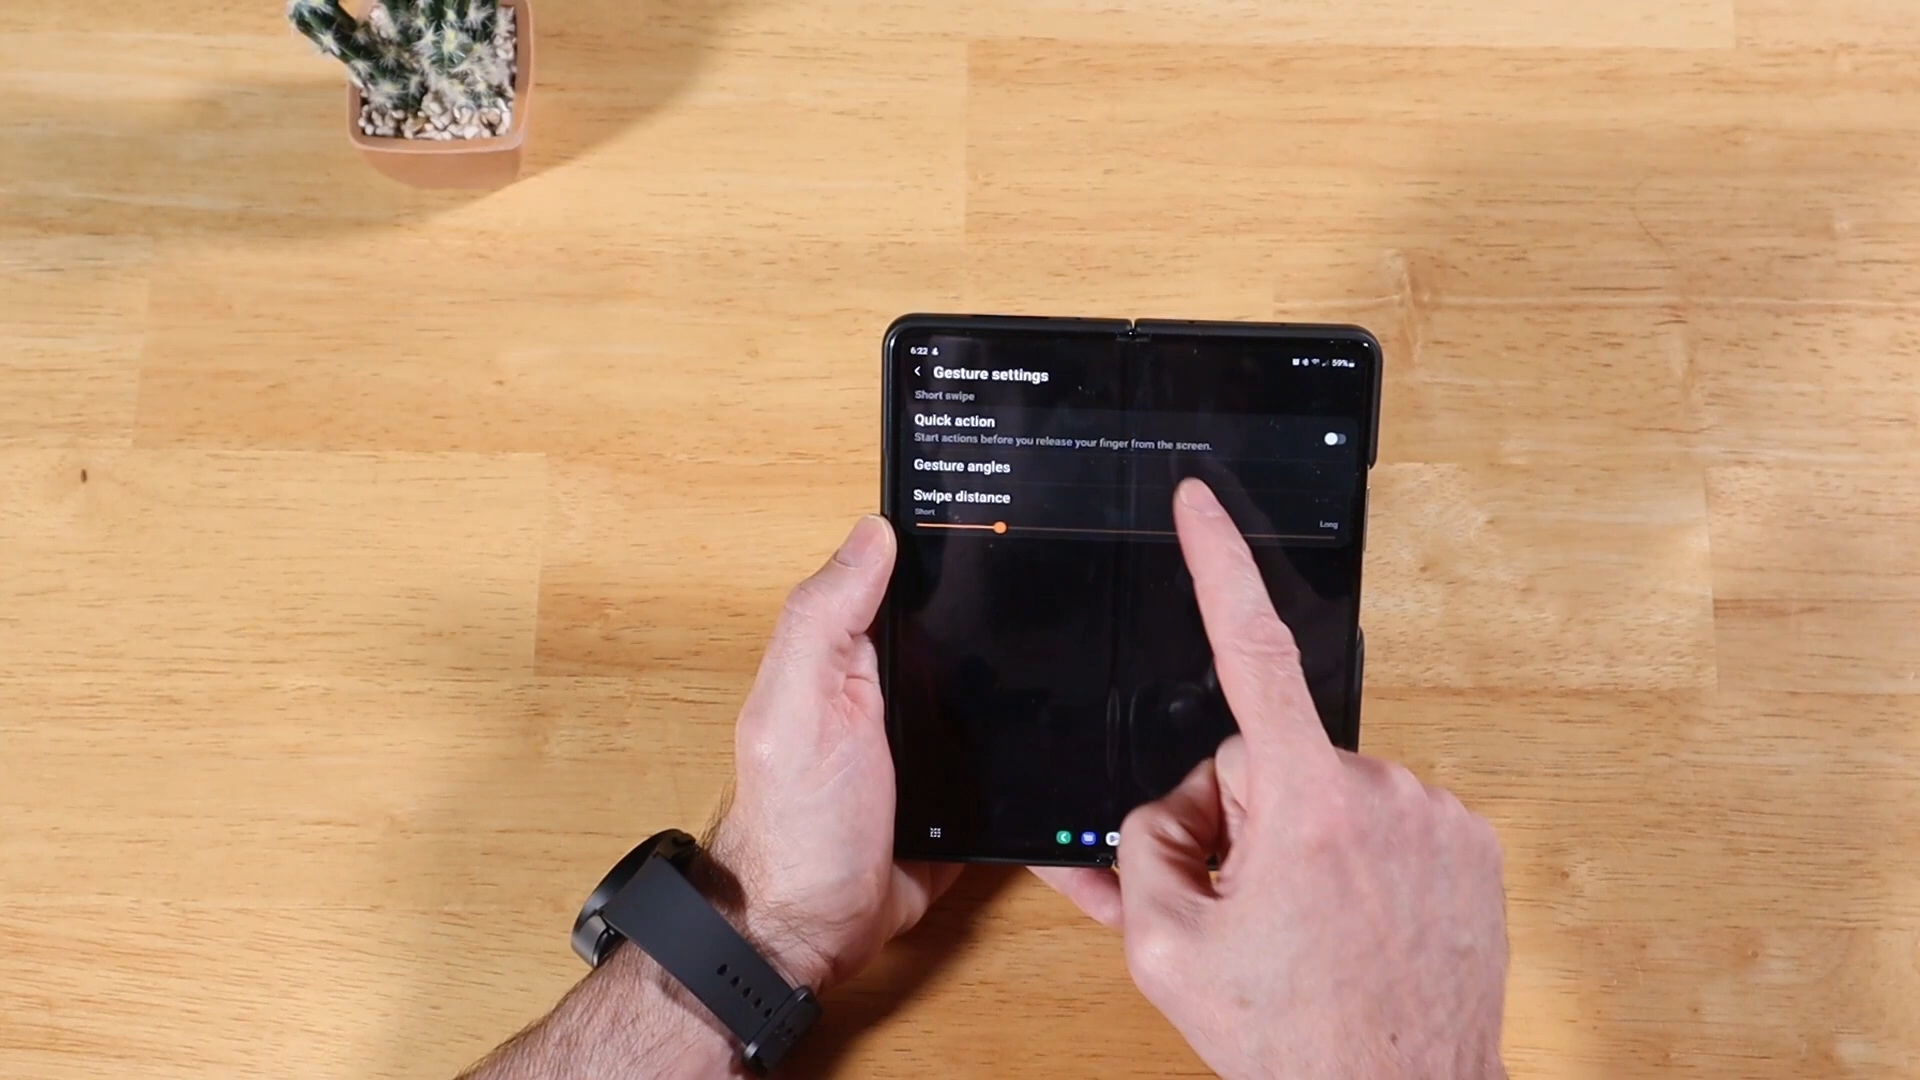 6:22
59%
Gesture settings
Short swipe
Quick action
Start actions before you release your finger from the screen.
Gesture angles
Swipe distance
Short
Long